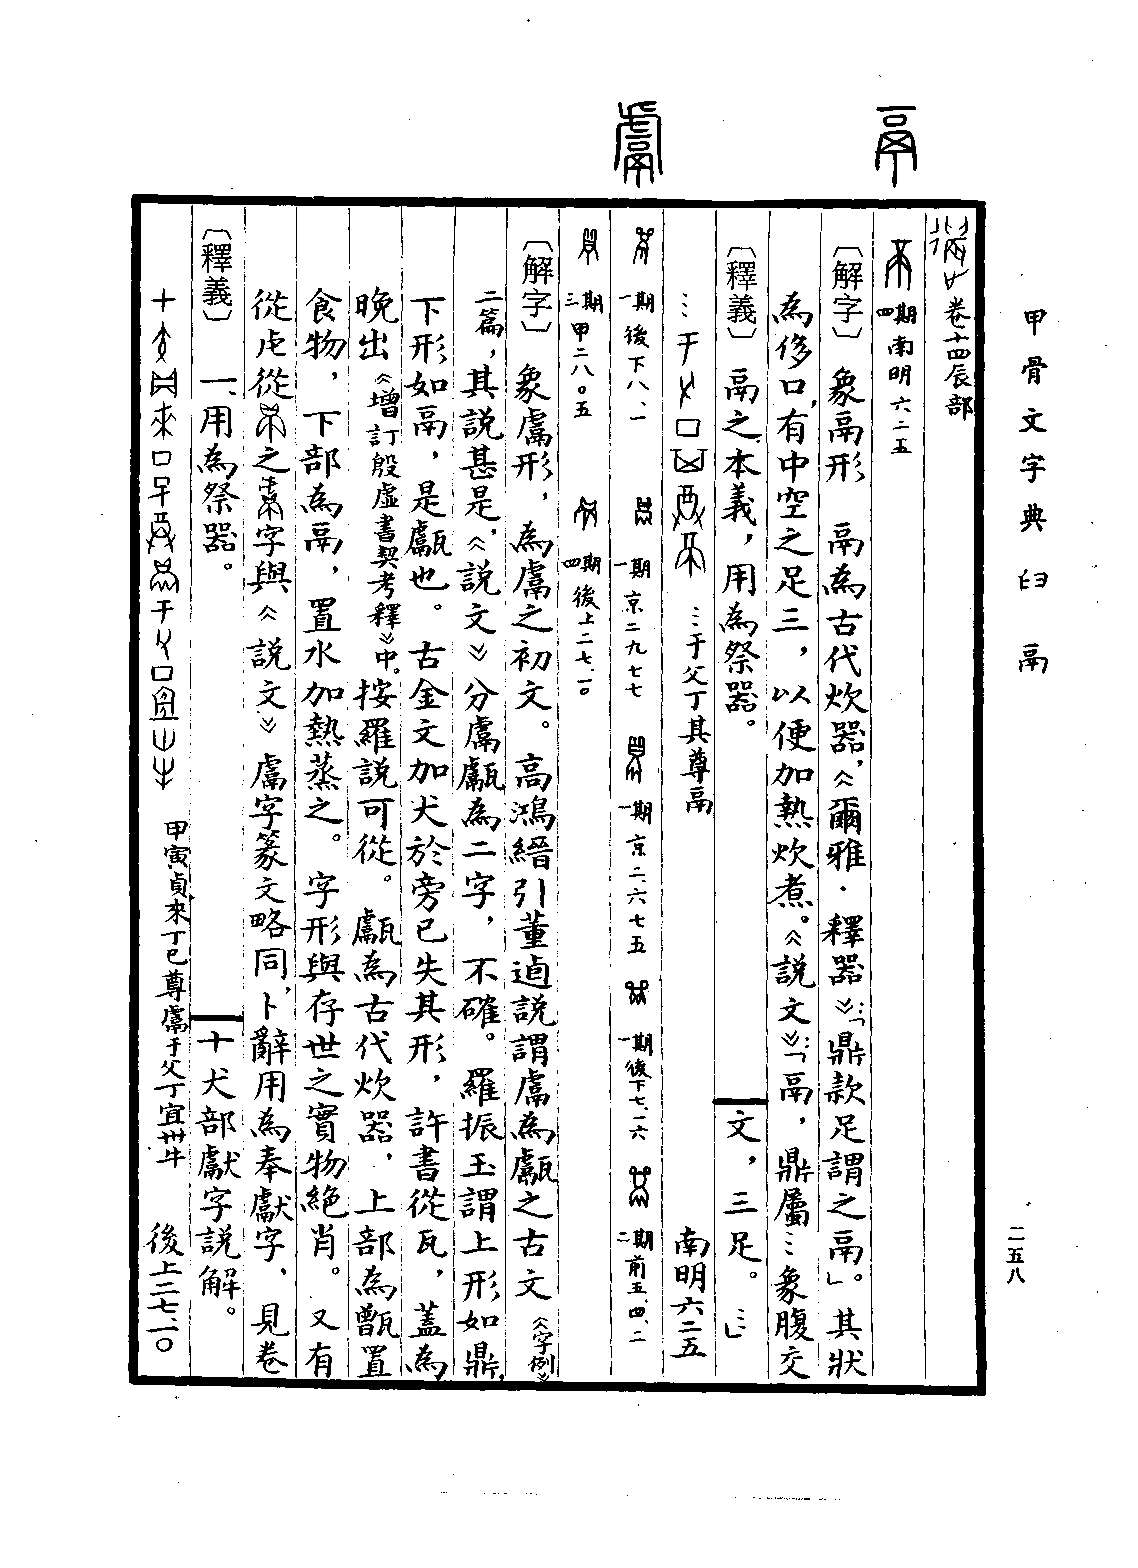 甲骨文字典 臼 鬲
二五八
鬲
鬳
卷十四辰部
四期南明六二五
〔解字〕 象鬲形 鬲為古代炊器，《爾雅·釋器》：「鼎款足謂之鬲。」其狀
為侈口，有中空之足三，以便加熱炊煮。《說文》：「鬲，鼎屬…象腹交
文，三足。…」
〔釋義〕 鬲之本義，用為祭器。
…于父丁其尊鬲 南明六二五
一期後下八、一 一期京二九七七 一期京二、六七五 一期後下七、一六 二期前五、四、二
三期甲二八〇五 四期後上二七、一〇
〔解字〕 象鬳形，為鬳之初文。高鴻縉引董逌說謂鬳為甗之古文《字例》
二篇，其說甚是，《說文》分鬳甗為二字，不確。羅振玉謂上形如鼎，
下形如鬲，是甗也。古金文加犬於旁已失其形，許書從瓦，蓋為
晚出《增訂殷虛書契考釋》中。按羅說可從。甗為古代炊器，上部為甑置
食物，下部為鬲，置水加熱蒸之。字形與存世之實物絕肖。又有
從虍從 之 字與《說文》鬳字篆文略同，卜辭用為奉獻字，見卷
十犬部獻字說解。
〔釋義〕 一、用為祭器。
甲寅貞來丁巳尊鬳于父丁宜卅牛 後上二七、一〇